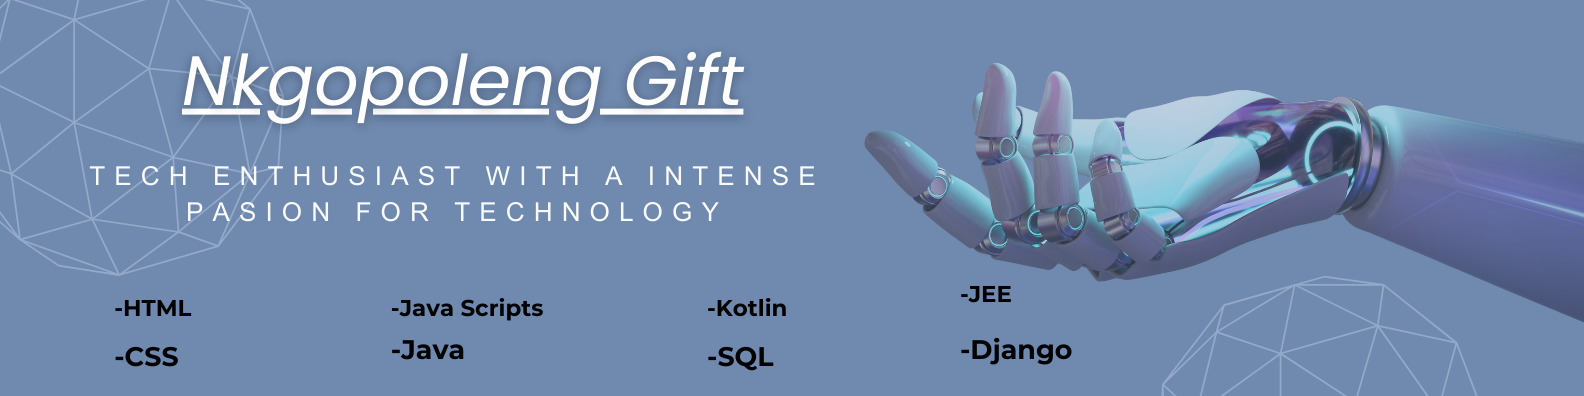 Nkgopoleng Gift
TECH ENTHUSIAST WITH A INTENSE
PASION FOR TECHNOLOGY
-HTML
-CSS
-Java Scripts
-Java
-Kotlin
-SQL
-JEE
-Django